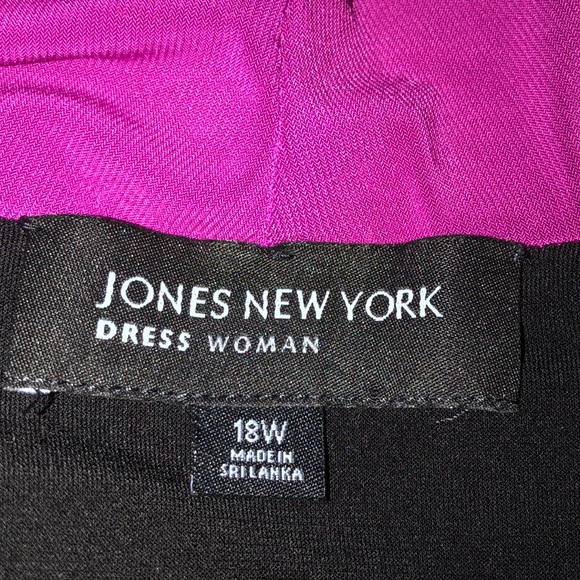 JONES NEW YORK
DRESS WOMAN
18W
MADE IN
SRI LANKA